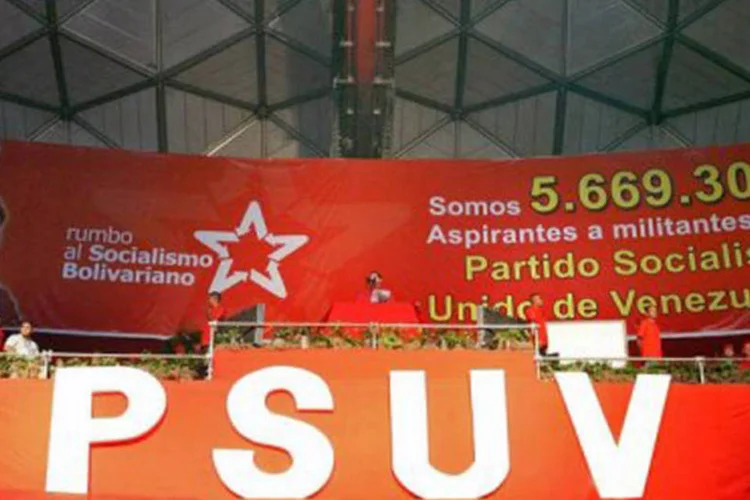 rumbo
al Socialismo
Bolivariano
Somos 5.669.30
Aspirantes a militantes
Partido Socialis
Unido de Venezu
PSUV